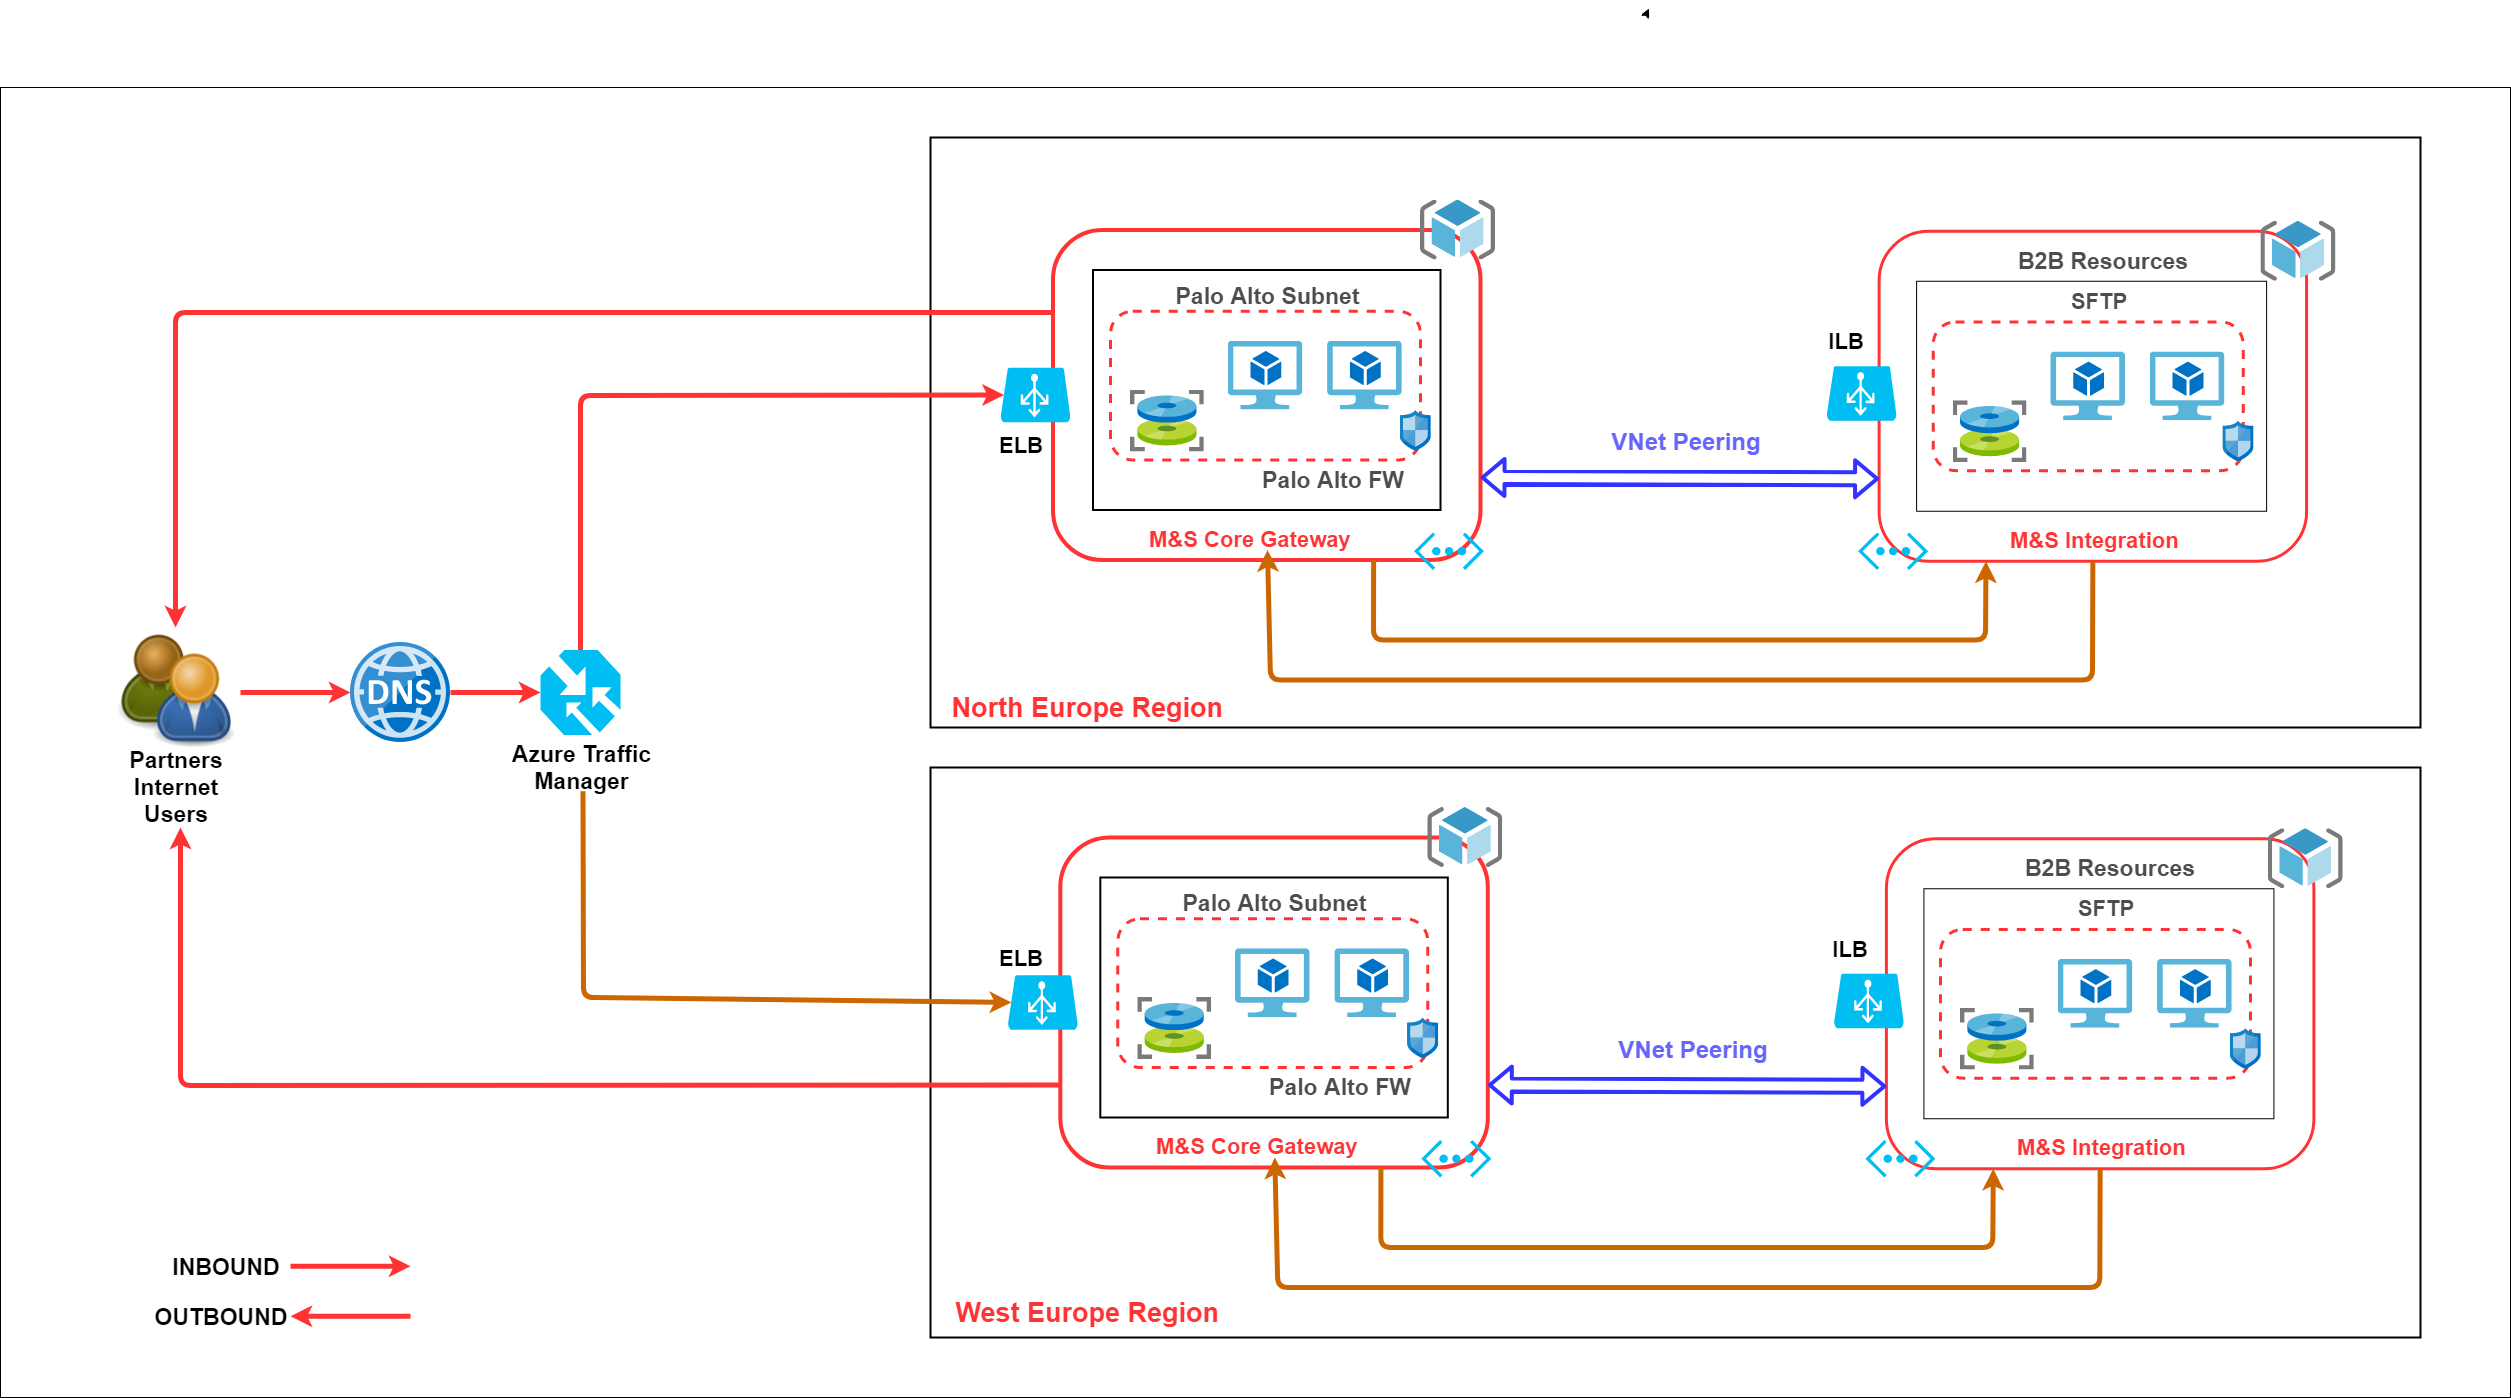 B2B Resources
Palo Alto Subnet
SFTP
ILB
ELB
VNet Peering
Palo Alto FW
M&S Core Gateway
M&S Integration
North Europe Region
DNS
Partners
Internet
Users
Azure Traffic
Manager
B2B Resources
Palo Alto Subnet
SFTP
ELB
ILB
VNet Peering
Palo Alto FW
M&S Core Gateway
M&S Integration
West Europe Region
INBOUND
OUTBOUND